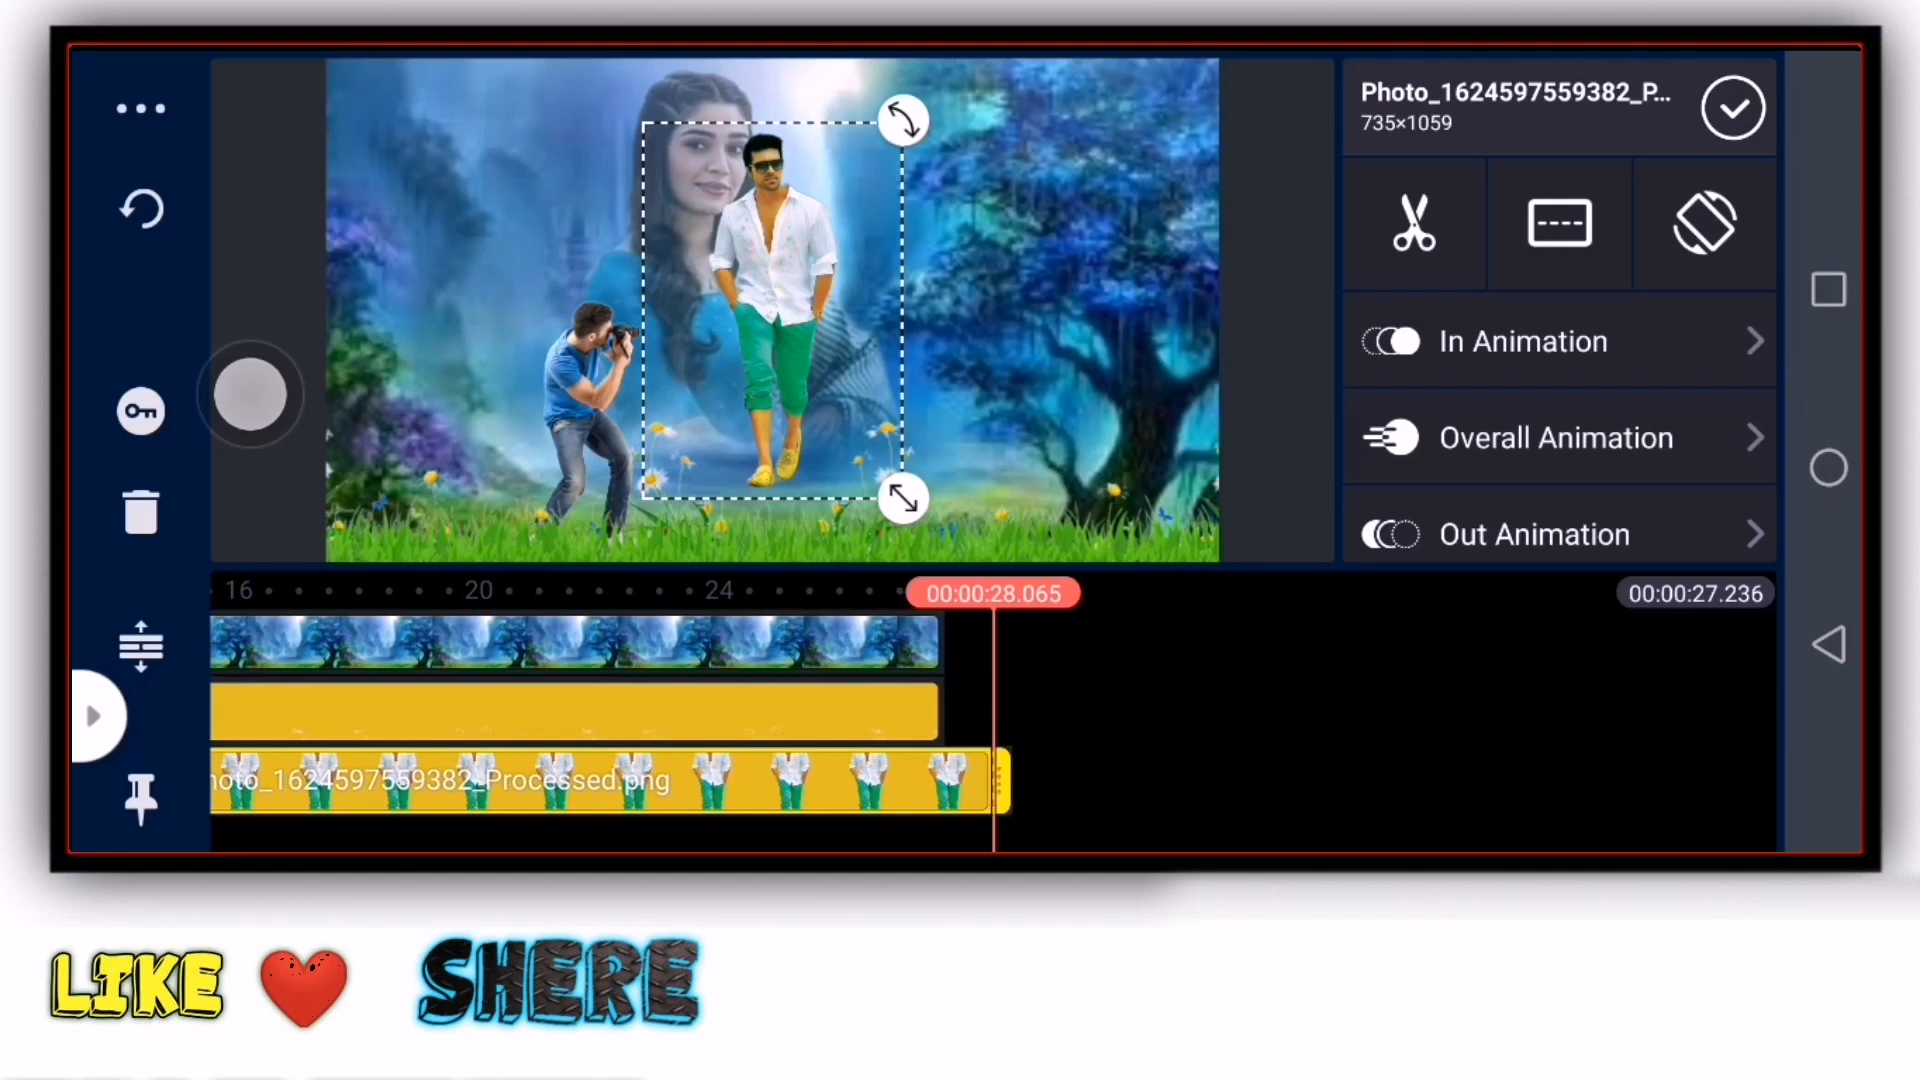 Photo_1624597559382_P...
735×1059
In Animation
Overall Animation
Out Animation
16
20
24
00:00:28.065
00:00:27.236
hoto_1624597559382_Processed.png
LIKE
SHERE